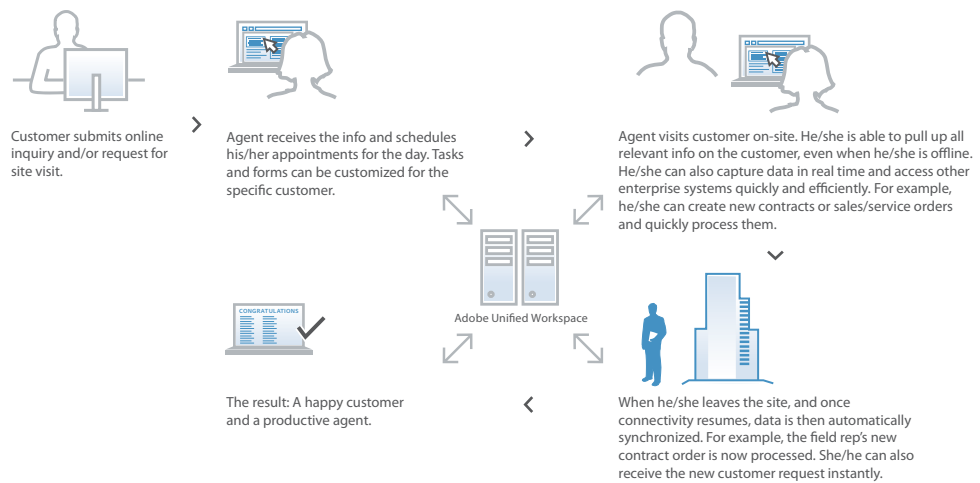 Customer submits online
inquiry and/or request for
site visit.
Agent receives the info and schedules
his/her appointments for the day. Tasks
and forms can be customized for the
specific customer.
Agent visits customer on-site. He/she is able to pull up all
relevant info on the customer, even when he/she is offline.
He/she can also capture data in real time and access other
enterprise systems quickly and efficiently. For example,
he/she can create new contracts or sales/service orders
and quickly process them.
Adobe Unified Workspace
When he/she leaves the site, and once
connectivity resumes, data is then automatically
synchronized. For example, the field rep's new
contract order is now processed. She/he can also
receive the new customer request instantly.
CONGRATULATIONS
The result: A happy customer
and a productive agent.